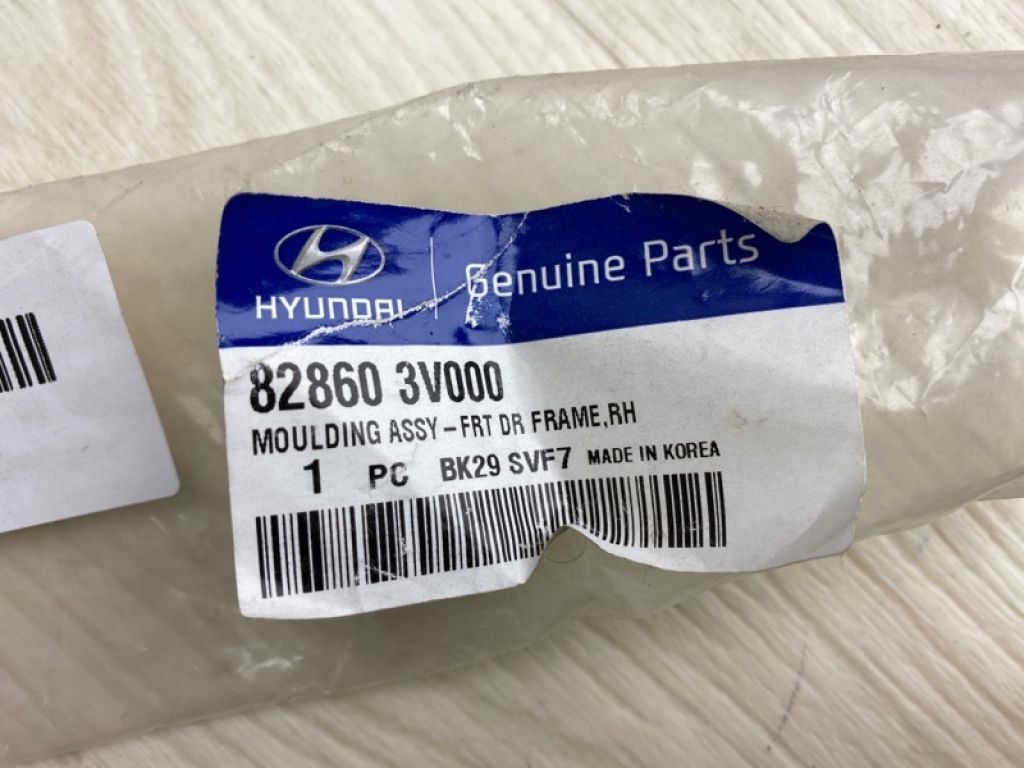 HYUNDAI
Genuine Parts
82860 3V000
MOULDING ASSY-FRT DR FRAME,RH
1 PC BK29 SVF7 MADE IN KOREA